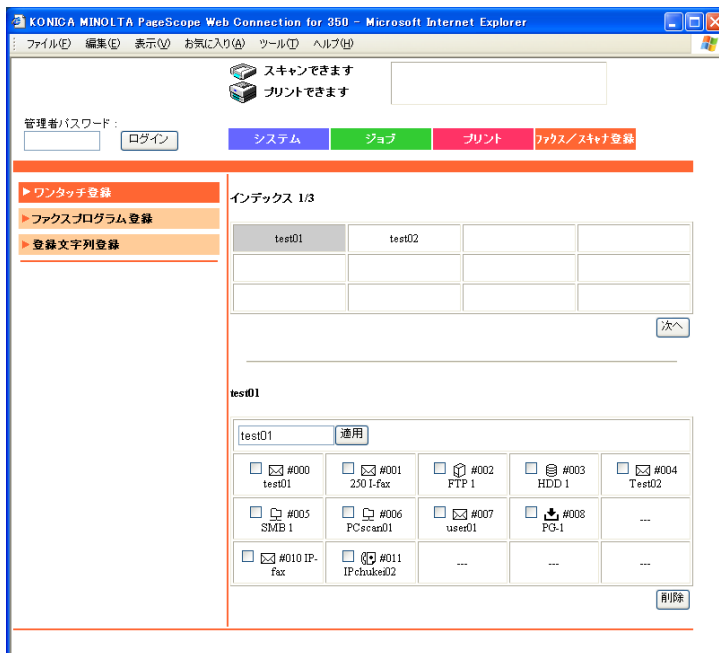 KONICA MINOLTA PageScope Web Connection for 350 - Microsoft Internet Explorer
ファイル(F) 編集(E) 表示(V) お気に入り(A) ツール(T) ヘルプ(H)
スキャンできます
プリントできます
管理者パスワード:
ログイン
システム ジョブ プリント ファクス/スキャナ登録
▶ワンタッチ登録
▶ファクスプログラム登録
▶登録文字列登録
インデックス 1/3
test01 test02
次へ
test01
test01 適用
#000 #001 #002 #003 #004
test01 250 I-fax FTP 1 HDD 1 Test02
#005 #006 #007 #008 ---
SMB 1 PCscan01 user01 PG-1
#010 IP- #011 --- --- ---
fax IPchukei02
削除